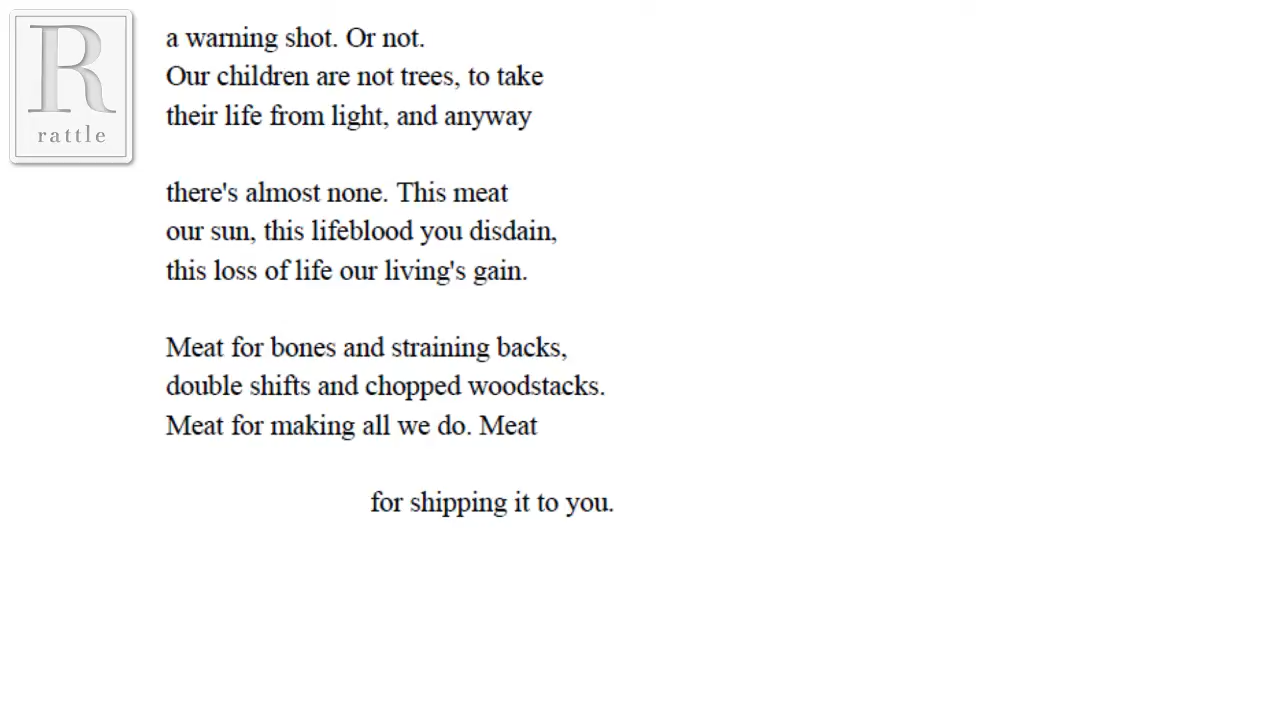 R
rattle
a warning shot. Or not.
Our children are not trees, to take
their life from light, and anyway
there's almost none. This meat
our sun, this lifeblood you disdain,
this loss of life our living's gain.
Meat for bones and straining backs,
double shifts and chopped woodstacks.
Meat for making all we do. Meat
for shipping it to you.